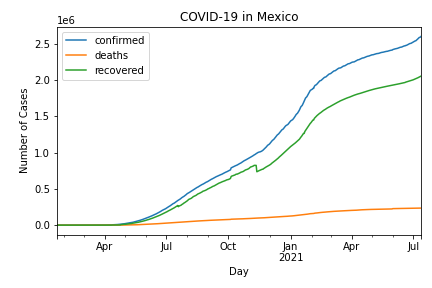 COVID-19 in Mexico
1e6
confirmed
deaths
recovered
2.5
2.0
1.5
1.0
0.5
0.0
Number of Cases
Apr Jul Oct Jan Apr Jul
2021
Day